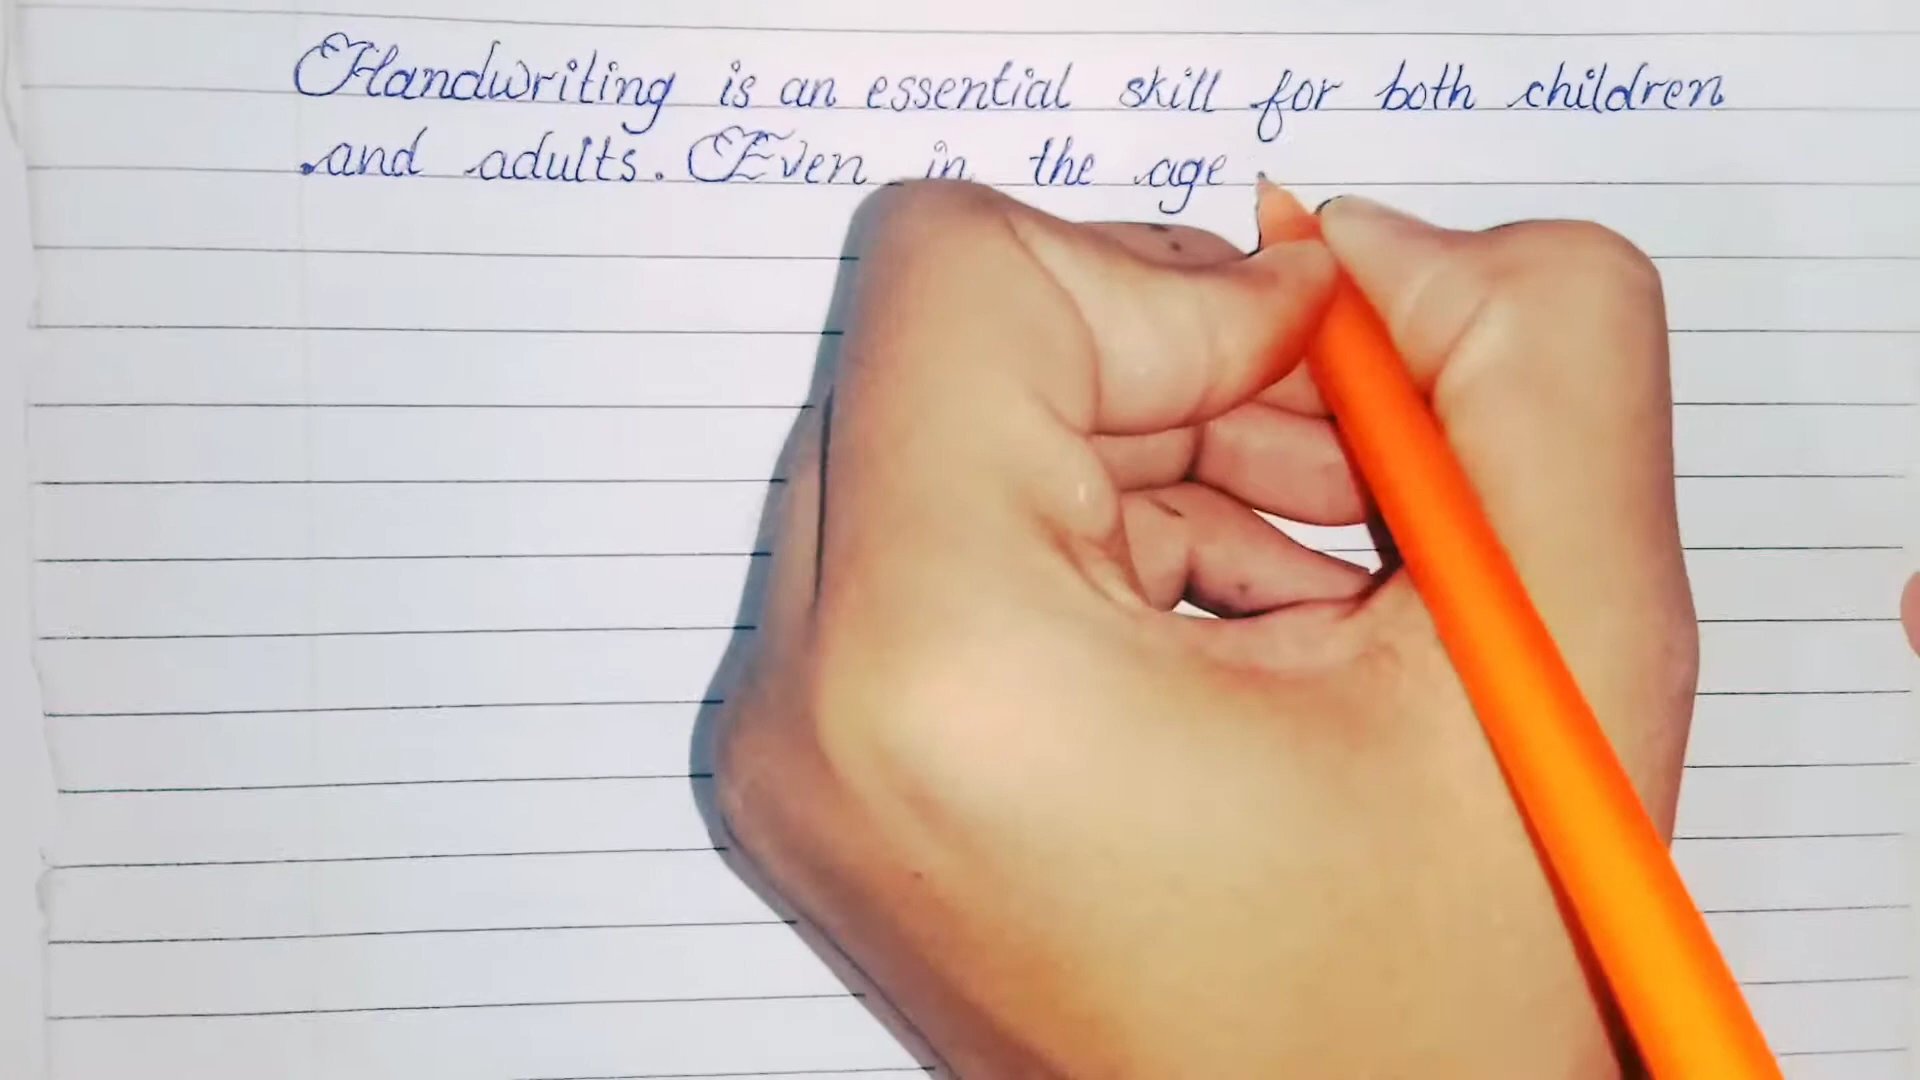 Handwriting is an essential skill for both children
and adults. Even in the age